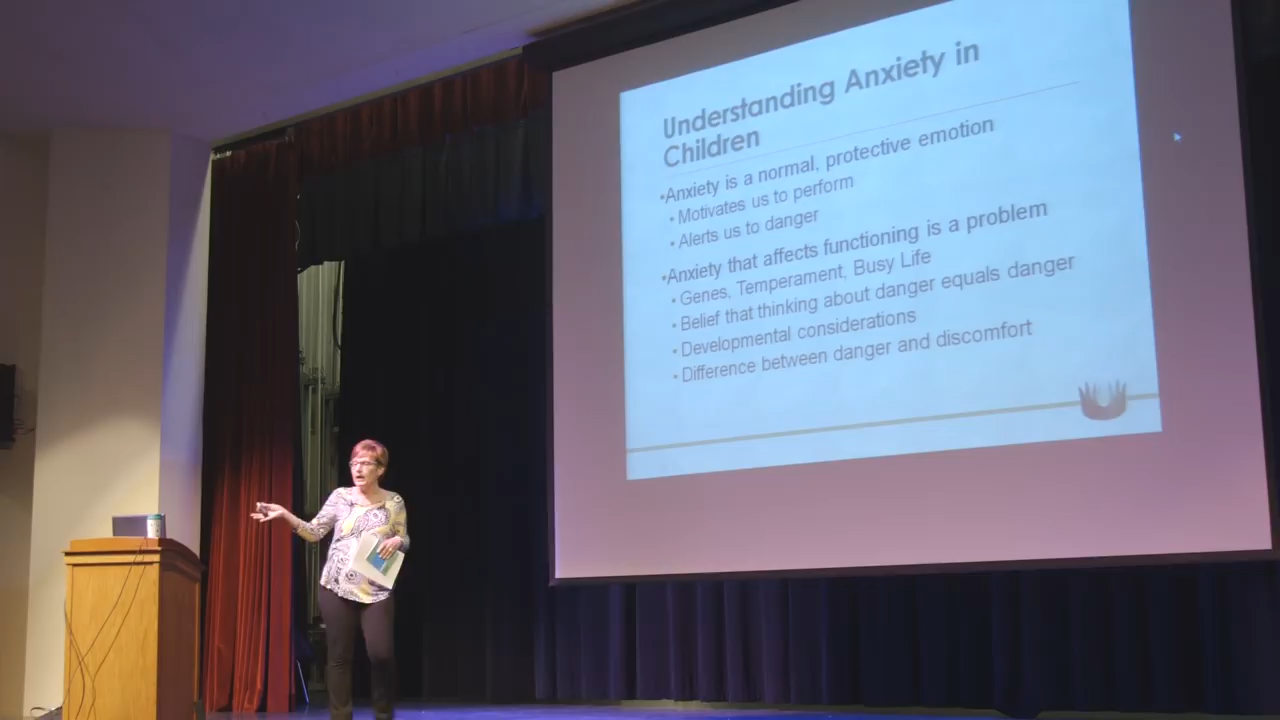 Understanding Anxiety in
Children
•Anxiety is a normal, protective emotion
• Motivates us to perform
• Alerts us to danger
•Anxiety that affects functioning is a problem
• Genes, Temperament, Busy Life
• Belief that thinking about danger equals danger
• Developmental considerations
• Difference between danger and discomfort